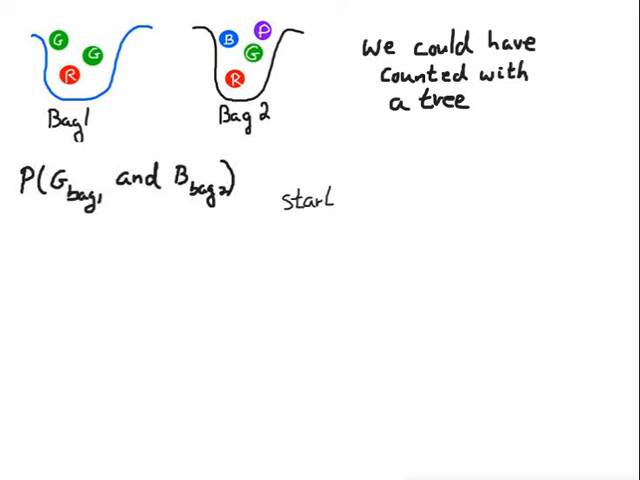 G
G
R
Bag 1
B
P
G
R
Bag 2
We could have
counted with
a tree
P(G bag1 and B bag2)
start